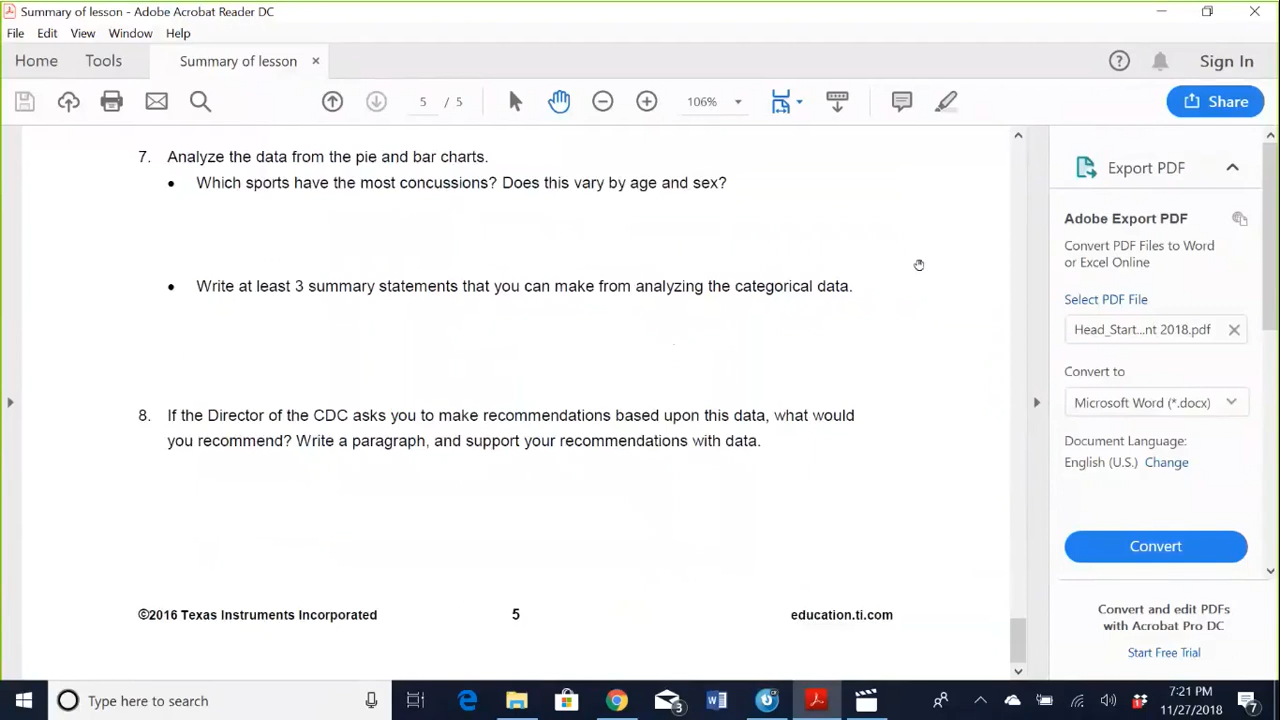 Summary of lesson - Adobe Acrobat Reader DC
File Edit View Window Help
Home Tools Summary of lesson × Sign In
5 / 5 106% Share
7. Analyze the data from the pie and bar charts.
• Which sports have the most concussions? Does this vary by age and sex?
• Write at least 3 summary statements that you can make from analyzing the categorical data.
8. If the Director of the CDC asks you to make recommendations based upon this data, what would
you recommend? Write a paragraph, and support your recommendations with data.
©2016 Texas Instruments Incorporated 5 education.ti.com
Export PDF
Adobe Export PDF
Convert PDF Files to Word
or Excel Online
Select PDF File
Head_Start...nt 2018.pdf
Convert to
Microsoft Word (*.docx)
Document Language:
English (U.S.) Change
Convert
Convert and edit PDFs
with Acrobat Pro DC
Start Free Trial
Type here to search
3
7:21 PM
11/27/2018
7